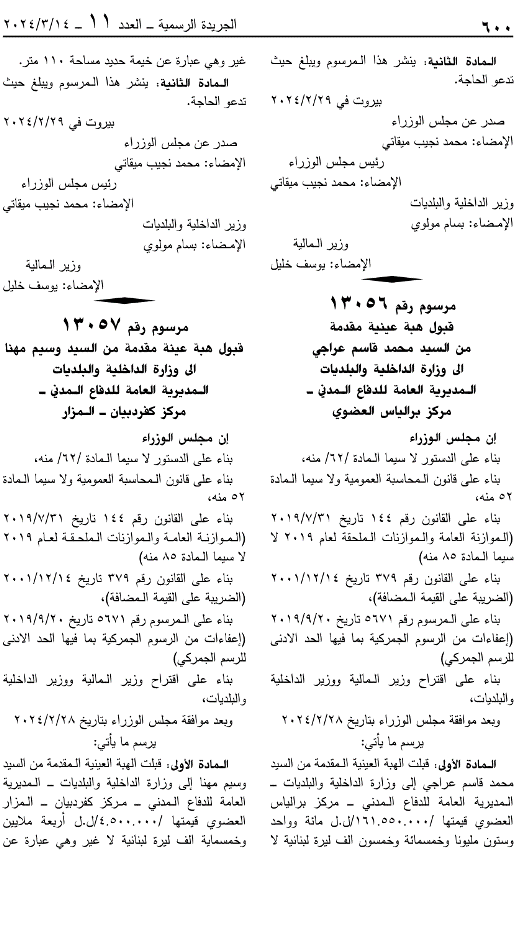 ٦٠٠
الجريدة الرسمية ــ العدد ١١ ــ ٢٠٢٤/٣/١٤
المادة الثانية: ينشر هذا المرسوم ويبلغ حيث
تدعو الحاجة.
بيروت في ٢٠٢٤/٢/٢٩
صدر عن مجلس الوزراء
الإمضاء: محمد نجيب ميقاتي
رئيس مجلس الوزراء
الإمضاء: محمد نجيب ميقاتي
وزير الداخلية والبلديات
الإمضاء: بسام مولوي
وزير المالية
الإمضاء: يوسف خليل
مرسوم رقم ١٣٠٥٦
قبول هبة عينية مقدمة
من السيد محمد قاسم عراجي
الى وزارة الداخلية والبلديات
المديرية العامة للدفاع المدني ــ
مركز برالياس العضوي
إن مجلس الوزراء
بناء على الدستور لا سيما المادة /٦٢/ منه،
بناء على قانون المحاسبة العمومية ولا سيما المادة
٥٢ منه،
بناء على القانون رقم ١٤٤ تاريخ ٢٠١٩/٧/٣١
(الموازنة العامة والموازنات الملحقة لعام ٢٠١٩ لا
سيما المادة ٨٥ منه)
بناء على القانون رقم ٣٧٩ تاريخ ٢٠٠١/١٢/١٤
(الضريبة على القيمة المضافة)،
بناء على المرسوم رقم ٥٦٧١ تاريخ ٢٠١٩/٩/٢٠
(إعفاءات من الرسوم الجمركية بما فيها الحد الادنى
للرسم الجمركي)
بناء على اقتراح وزير المالية ووزير الداخلية
والبلديات،
وبعد موافقة مجلس الوزراء بتاريخ ٢٠٢٤/٢/٢٨
يرسم ما يأتي:
المادة الأولى: قبلت الهبة العينية المقدمة من السيد
محمد قاسم عراجي إلى وزارة الداخلية والبلديات ــ
المديرية العامة للدفاع المدني ــ مركز برالياس
العضوي قيمتها /١٦١.٥٥٠.٠٠٠/ل.ل مائة وواحد
وستون مليونا وخمسمائة وخمسون الف ليرة لبنانية لا
غير وهي عبارة عن خيمة حديد مساحة ١١٠ متر.
المادة الثانية: ينشر هذا المرسوم ويبلغ حيث
تدعو الحاجة.
بيروت في ٢٠٢٤/٢/٢٩
صدر عن مجلس الوزراء
الإمضاء: محمد نجيب ميقاتي
رئيس مجلس الوزراء
الإمضاء: محمد نجيب ميقاتي
وزير الداخلية والبلديات
الإمضاء: بسام مولوي
وزير المالية
الإمضاء: يوسف خليل
مرسوم رقم ١٣٠٥٧
قبول هبة عينة مقدمة من السيد وسيم مهنا
الى وزارة الداخلية والبلديات
المديرية العامة للدفاع المدني ــ
مركز كفردبيان ــ المزار
إن مجلس الوزراء
بناء على الدستور لا سيما المادة /٦٢/ منه،
بناء على قانون المحاسبة العمومية ولا سيما المادة
٥٢ منه،
بناء على القانون رقم ١٤٤ تاريخ ٢٠١٩/٧/٣١
(الموازنة العامة والموازنات الملحقة لعام ٢٠١٩
لا سيما المادة ٨٥ منه)
بناء على القانون رقم ٣٧٩ تاريخ ٢٠٠١/١٢/١٤
(الضريبة على القيمة المضافة)،
بناء على المرسوم رقم ٥٦٧١ تاريخ ٢٠١٩/٩/٢٠
(إعفاءات من الرسوم الجمركية بما فيها الحد الادنى
للرسم الجمركي)
بناء على اقتراح وزير المالية ووزير الداخلية
والبلديات،
وبعد موافقة مجلس الوزراء بتاريخ ٢٠٢٤/٢/٢٨
يرسم ما يأتي:
المادة الأولى: قبلت الهبة العينية المقدمة من السيد
وسيم مهنا إلى وزارة الداخلية والبلديات ــ المديرية
العامة للدفاع المدني ــ مركز كفردبيان ــ المزار
العضوي قيمتها /٤.٥٠٠.٠٠٠/ل.ل أربعة ملايين
وخمسماية الف ليرة لبنانية لا غير وهي عبارة عن